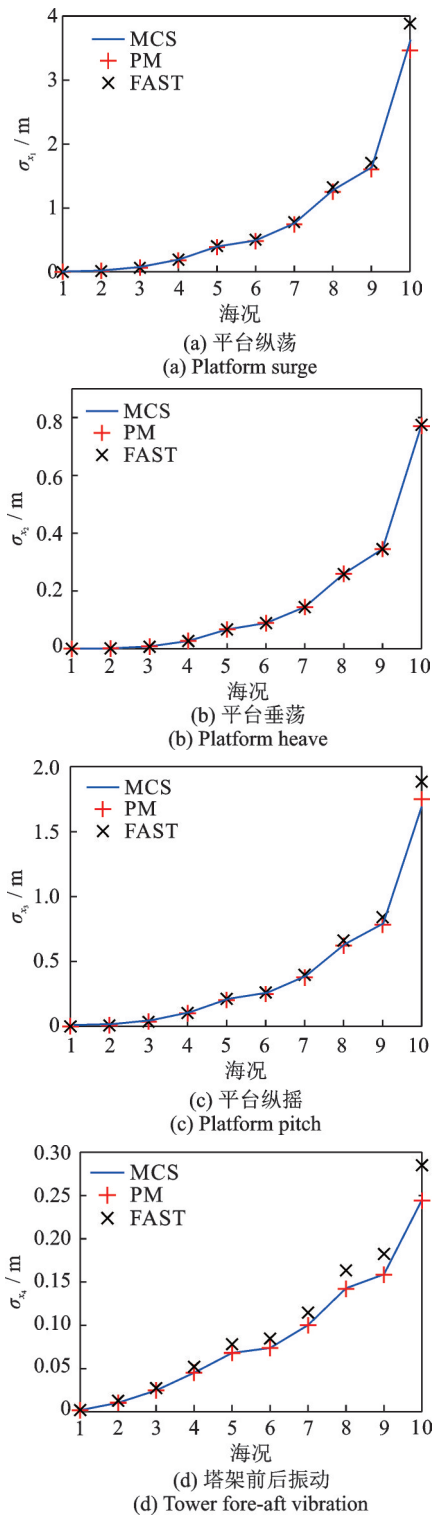 4
3
2
1
0
σx₁ / m
MCS
PM
FAST
1 2 3 4 5 6 7 8 9 10
海况
(a) 平台纵荡
(a) Platform surge
0.8
0.6
0.4
0.2
0
σx₂ / m
MCS
PM
FAST
1 2 3 4 5 6 7 8 9 10
海况
(b) 平台垂荡
(b) Platform heave
2.0
1.5
1.0
0.5
0
σx₃ / m
MCS
PM
FAST
1 2 3 4 5 6 7 8 9 10
海况
(c) 平台纵摇
(c) Platform pitch
0.30
0.25
0.20
0.15
0.10
0.05
0
σx₄ / m
MCS
PM
FAST
1 2 3 4 5 6 7 8 9 10
海况
(d) 塔架前后振动
(d) Tower fore-aft vibration